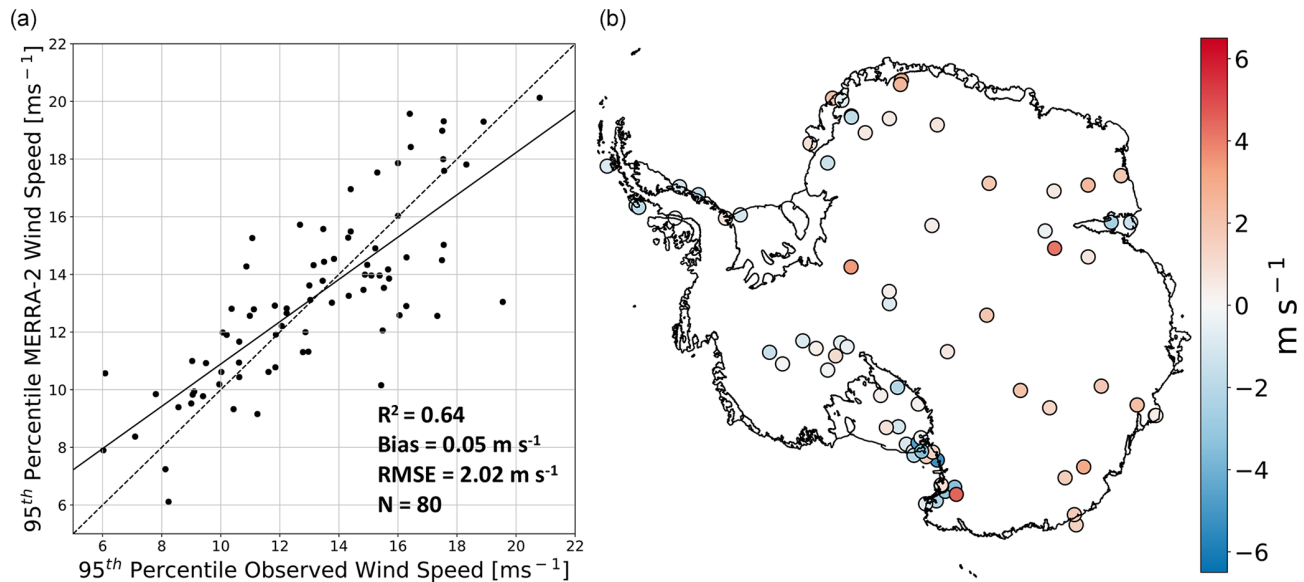 (a)
95th Percentile MERRA-2 Wind Speed [ms−1]
22
20
18
16
14
12
10
8
6
R² = 0.64
Bias = 0.05 m s-1
RMSE = 2.02 m s-1
N = 80
6 8 10 12 14 16 18 20 22
95th Percentile Observed Wind Speed [ms−1]
(b)
6
4
2
0
−2
−4
−6
m s−1